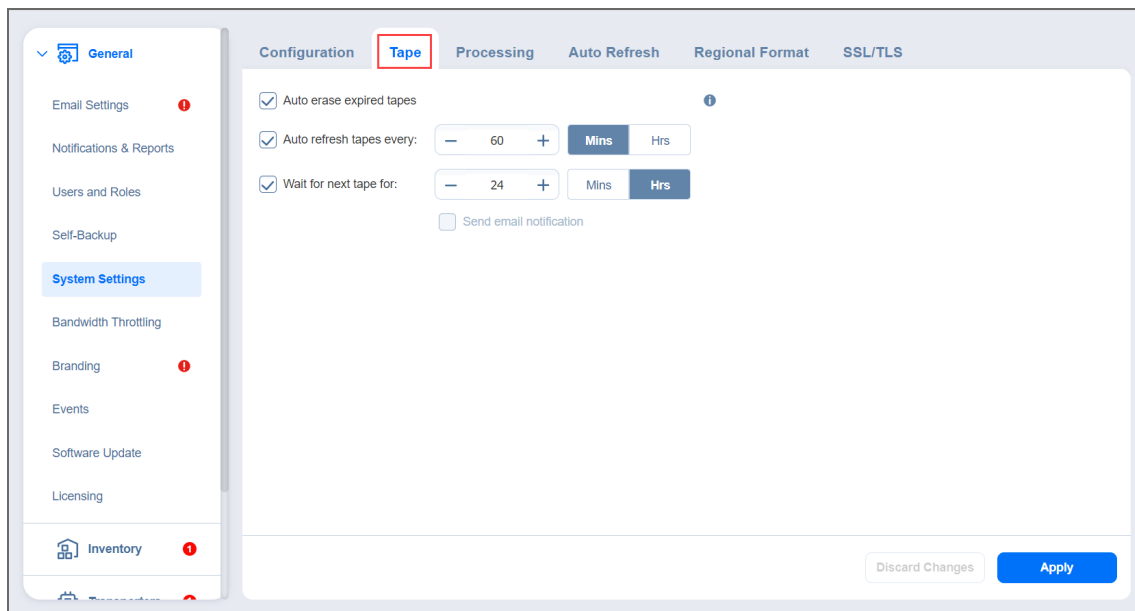 General
Email Settings !
Notifications & Reports
Users and Roles
Self-Backup
System Settings
Bandwidth Throttling
Branding !
Events
Software Update
Licensing
Inventory 1
Configuration Tape Processing Auto Refresh Regional Format SSL/TLS
Auto erase expired tapes i
Auto refresh tapes every: − 60 + Mins Hrs
Wait for next tape for: − 24 + Mins Hrs
Send email notification
Discard Changes Apply